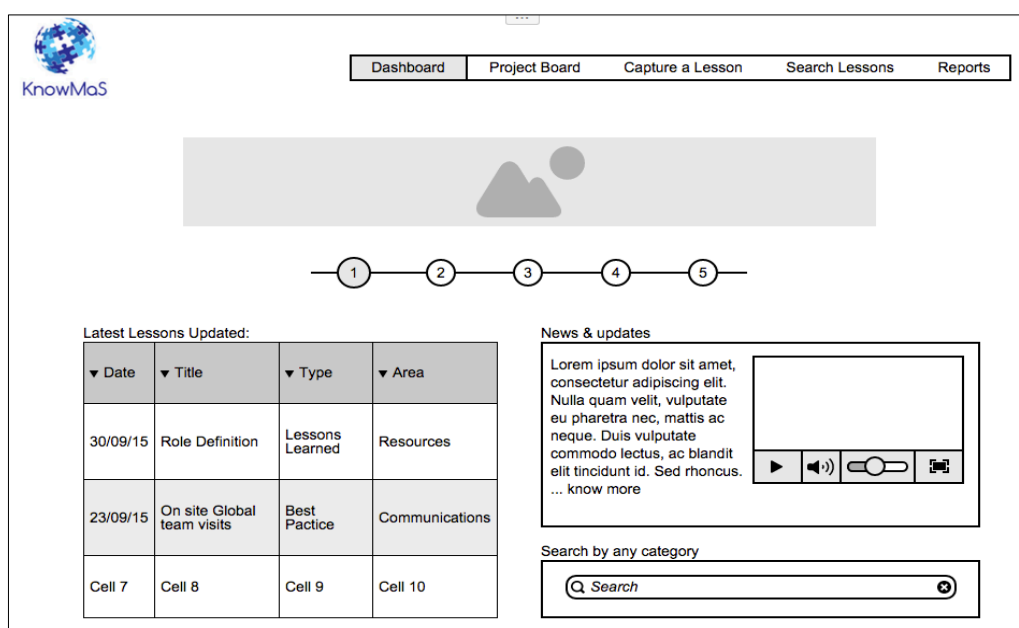 KnowMaS
Dashboard Project Board Capture a Lesson Search Lessons Reports
1 2 3 4 5
Latest Lessons Updated:
Date Title Type Area
30/09/15 Role Definition Lessons Learned Resources
23/09/15 On site Global team visits Best Pactice Communications
Cell 7 Cell 8 Cell 9 Cell 10
News & updates
Lorem ipsum dolor sit amet,
consectetur adipiscing elit.
Nulla quam velit, vulputate
eu pharetra nec, mattis ac
neque. Duis vulputate
commodo lectus, ac blandit
elit tincidunt id. Sed rhoncus.
... know more
Search by any category
Search